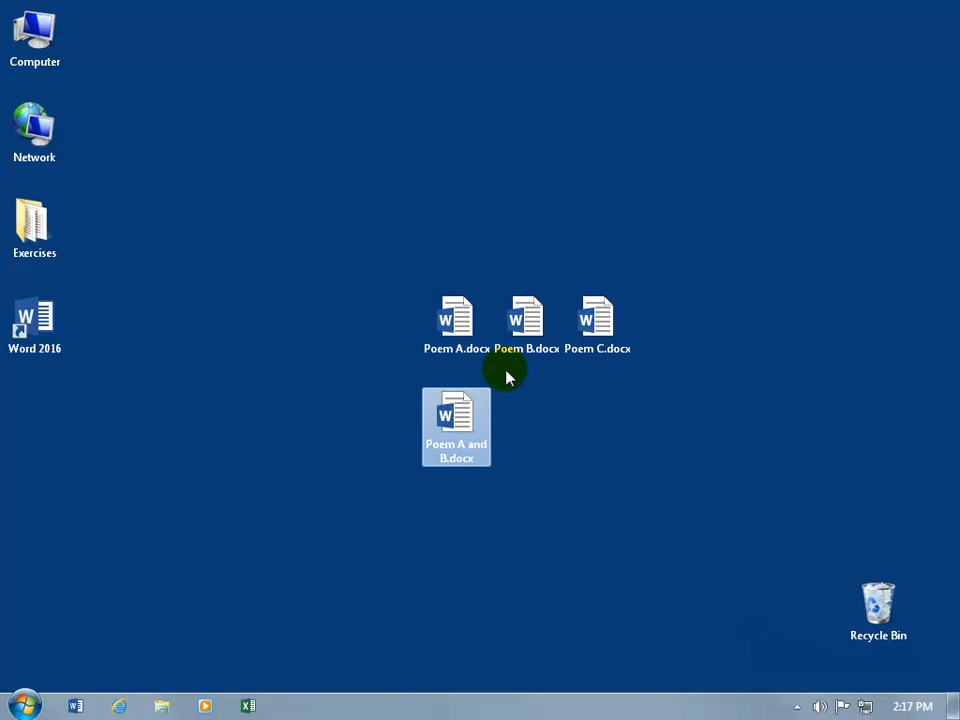 Computer
Network
Exercises
Word 2016
Poem A.docx
Poem B.docx
Poem C.docx
Poem A and
B.docx
Recycle Bin
2:17 PM